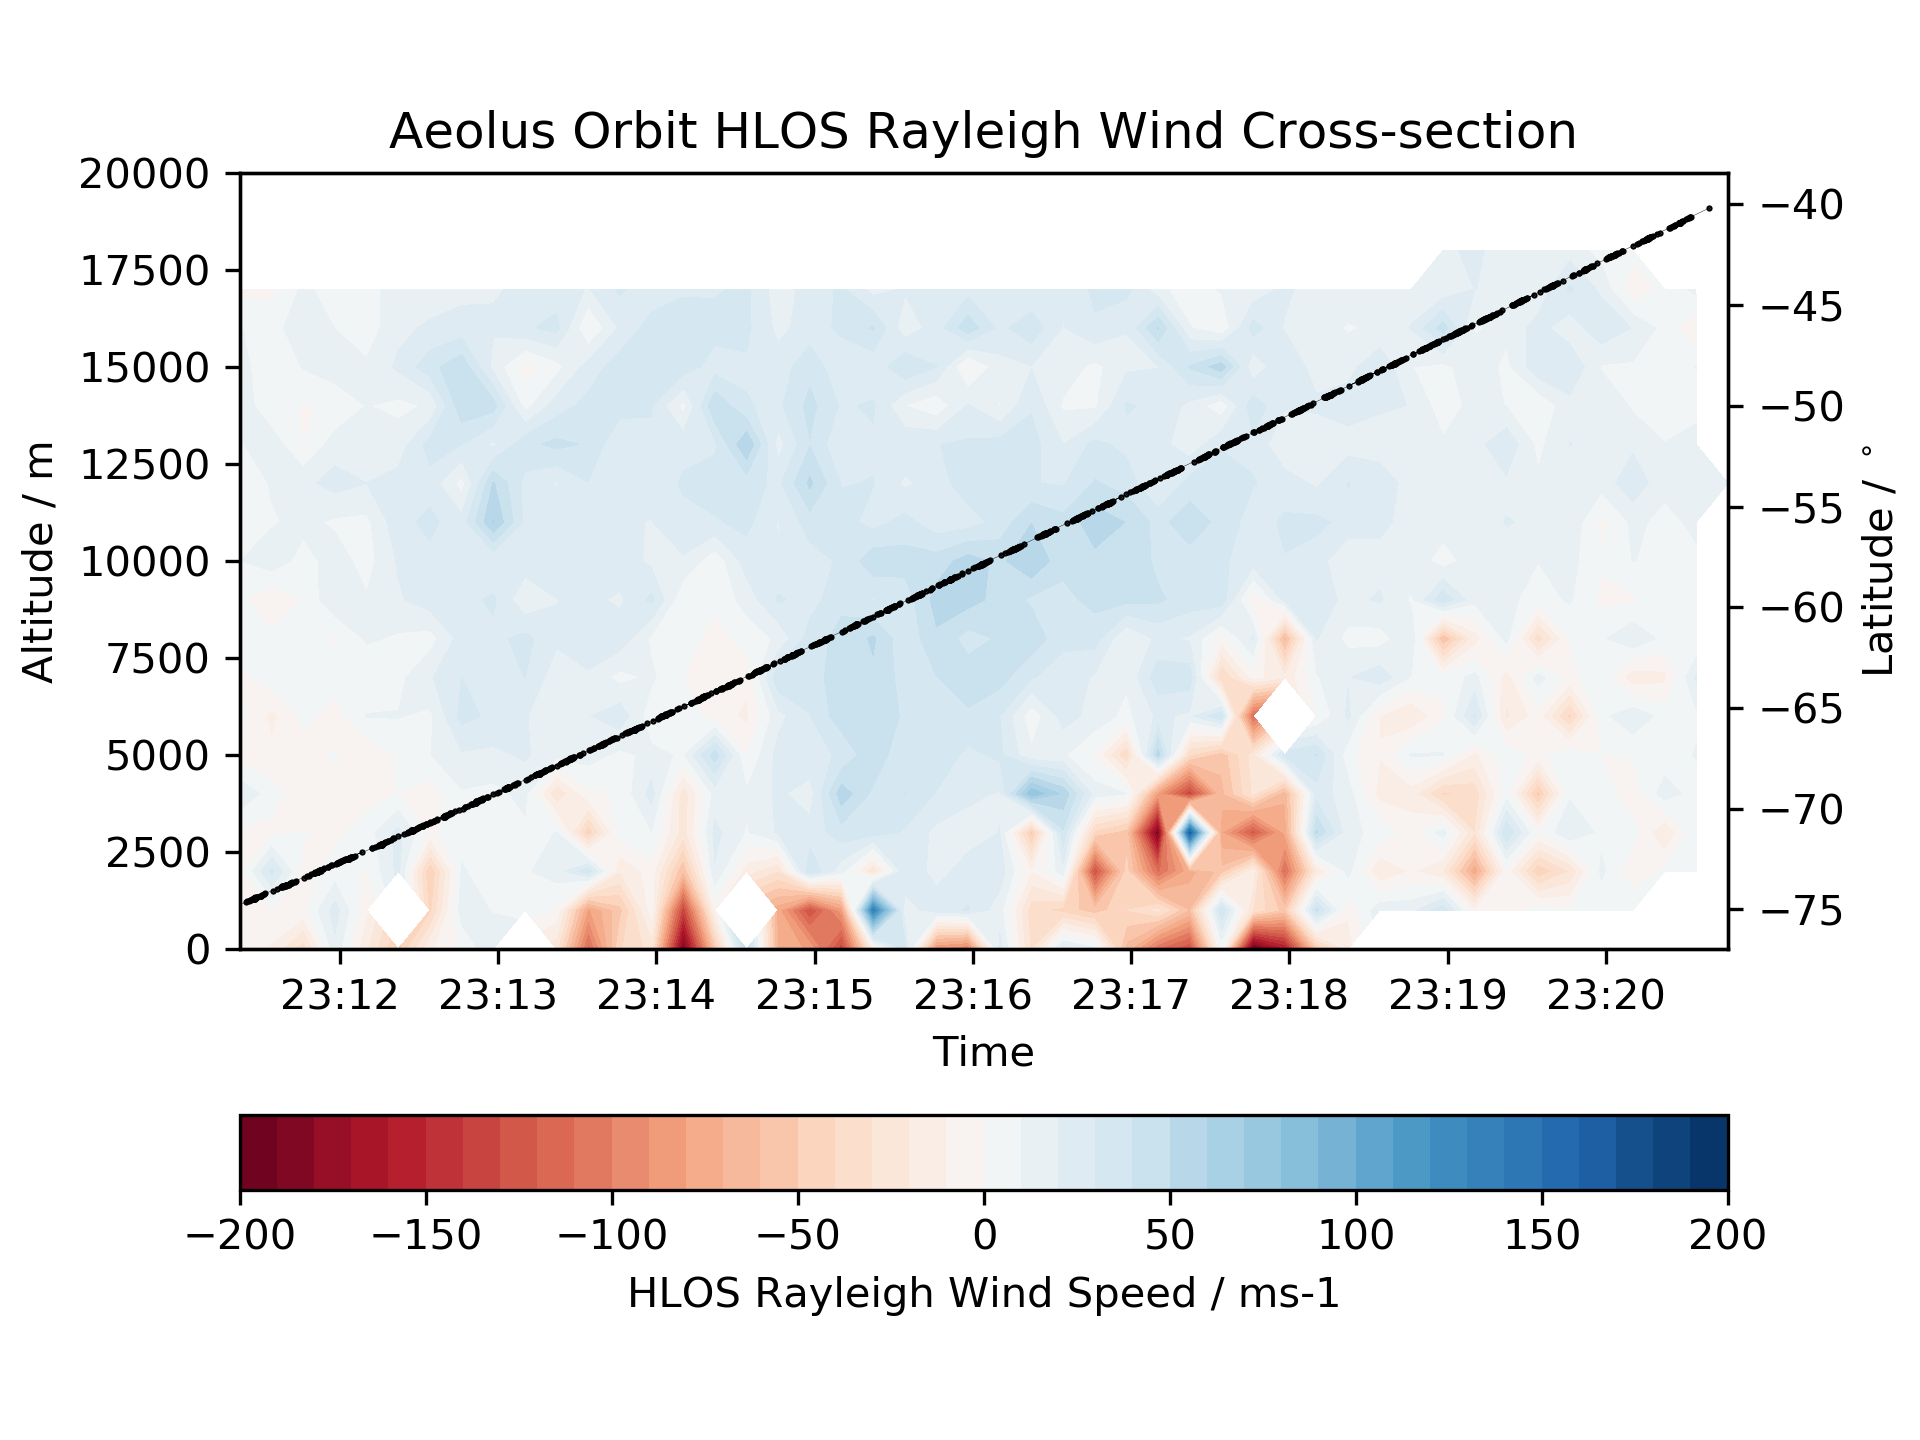 Aeolus Orbit HLOS Rayleigh Wind Cross-section
20000
17500
15000
12500
10000
7500
5000
2500
0
Altitude / m
−40
−45
−50
−55
−60
−65
−70
−75
Latitude / °
23:12 23:13 23:14 23:15 23:16 23:17 23:18 23:19 23:20
Time
−200 −150 −100 −50 0 50 100 150 200
HLOS Rayleigh Wind Speed / ms-1